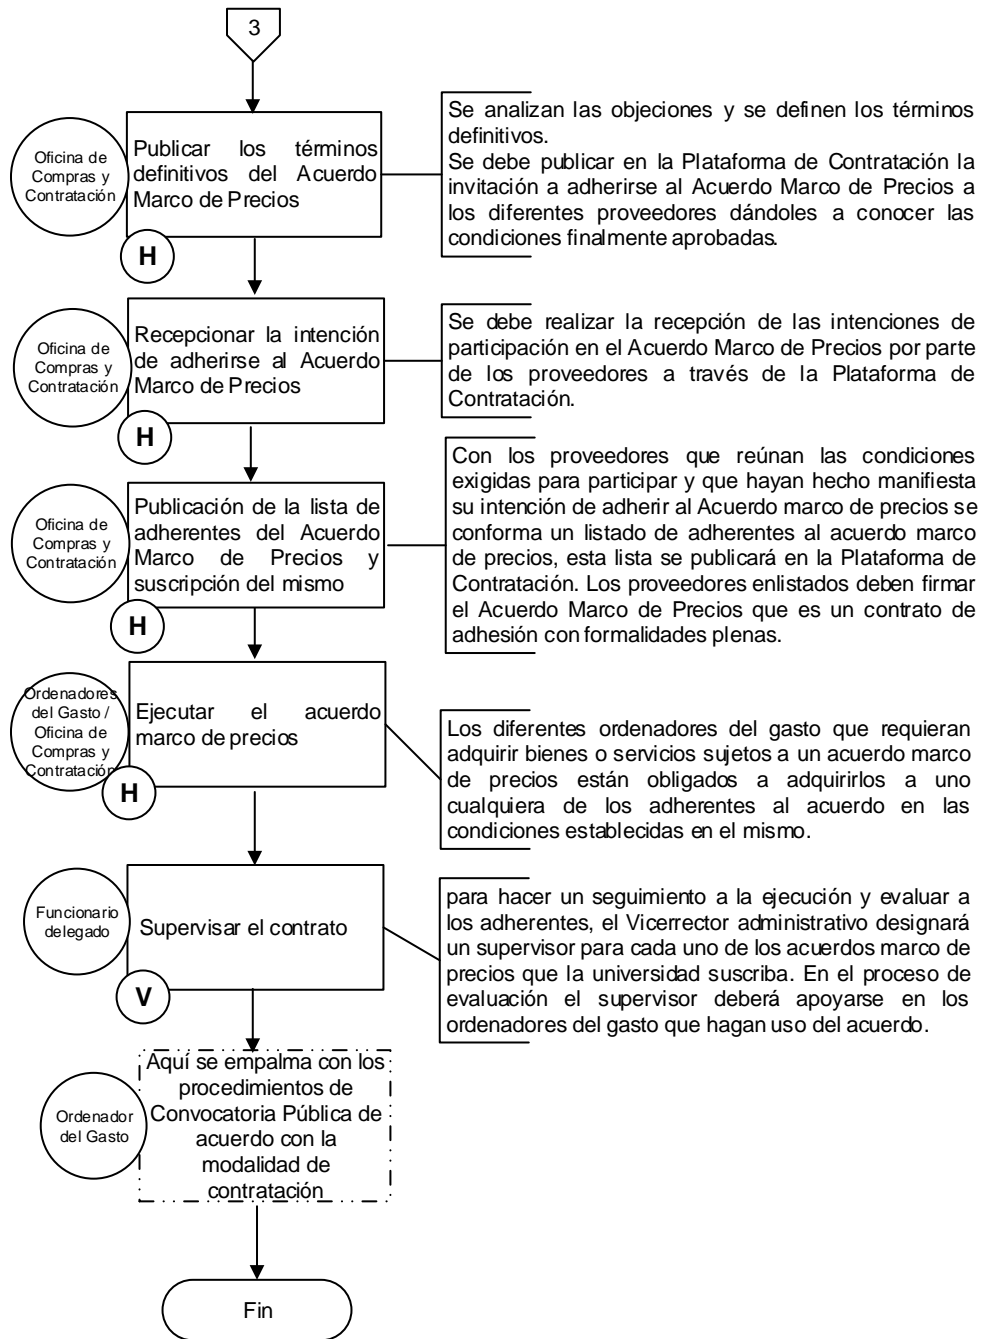 3
Oficina de
Compras y
Contratación
Publicar los términos
definitivos del Acuerdo
Marco de Precios
H
Se analizan las objeciones y se definen los términos
definitivos.
Se debe publicar en la Plataforma de Contratación la
invitación a adherirse al Acuerdo Marco de Precios a
los diferentes proveedores dándoles a conocer las
condiciones finalmente aprobadas.
Oficina de
Compras y
Contratación
Recepcionar la intención
de adherirse al Acuerdo
Marco de Precios
H
Se debe realizar la recepción de las intenciones de
participación en el Acuerdo Marco de Precios por parte
de los proveedores a través de la Plataforma de
Contratación.
Oficina de
Compras y
Contratación
Publicación de la lista de
adherentes del Acuerdo
Marco de Precios y
suscripción del mismo
H
Con los proveedores que reúnan las condiciones
exigidas para participar y que hayan hecho manifiesta
su intención de adherir al Acuerdo marco de precios se
conforma un listado de adherentes al acuerdo marco
de precios, esta lista se publicará en la Plataforma de
Contratación. Los proveedores enlistados deben firmar
el Acuerdo Marco de Precios que es un contrato de
adhesión con formalidades plenas.
Ordenadores
del Gasto /
Oficina de
Compras y
Contratación
Ejecutar el acuerdo
marco de precios
H
Los diferentes ordenadores del gasto que requieran
adquirir bienes o servicios sujetos a un acuerdo marco
de precios están obligados a adquirirlos a uno
cualquiera de los adherentes al acuerdo en las
condiciones establecidas en el mismo.
Funcionario
delegado
Supervisar el contrato
V
para hacer un seguimiento a la ejecución y evaluar a
los adherentes, el Vicerrector administrativo designará
un supervisor para cada uno de los acuerdos marco de
precios que la universidad suscriba. En el proceso de
evaluación el supervisor deberá apoyarse en los
ordenadores del gasto que hagan uso del acuerdo.
Ordenador
del Gasto
Aquí se empalma con los
procedimientos de
Convocatoria Pública de
acuerdo con la
modalidad de
contratación
Fin